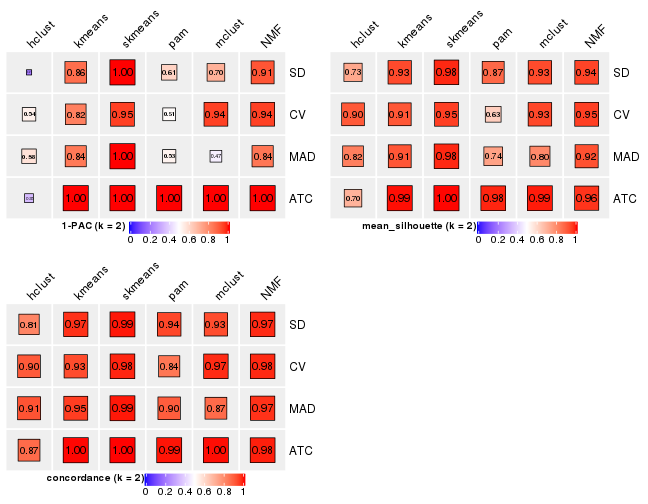 hclust kmeans skmeans pam mclust NMF
0.86 1.00 0.61 0.70 0.91 SD
0.54 0.82 0.95 0.51 0.94 0.94 CV
0.58 0.84 1.00 0.53 0.47 0.84 MAD
1.00 1.00 1.00 1.00 1.00 ATC
1-PAC (k = 2)
0 0.2 0.4 0.6 0.8 1
hclust kmeans skmeans pam mclust NMF
0.73 0.93 0.98 0.87 0.93 0.94 SD
0.90 0.91 0.95 0.63 0.93 0.95 CV
0.82 0.91 0.98 0.74 0.80 0.92 MAD
0.70 0.99 1.00 0.98 0.99 0.96 ATC
mean_silhouette (k = 2)
0 0.2 0.4 0.6 0.8 1
hclust kmeans skmeans pam mclust NMF
0.81 0.97 0.99 0.94 0.93 0.97 SD
0.90 0.93 0.98 0.84 0.97 0.98 CV
0.91 0.95 0.99 0.90 0.87 0.97 MAD
0.87 1.00 1.00 0.99 1.00 0.98 ATC
concordance (k = 2)
0 0.2 0.4 0.6 0.8 1